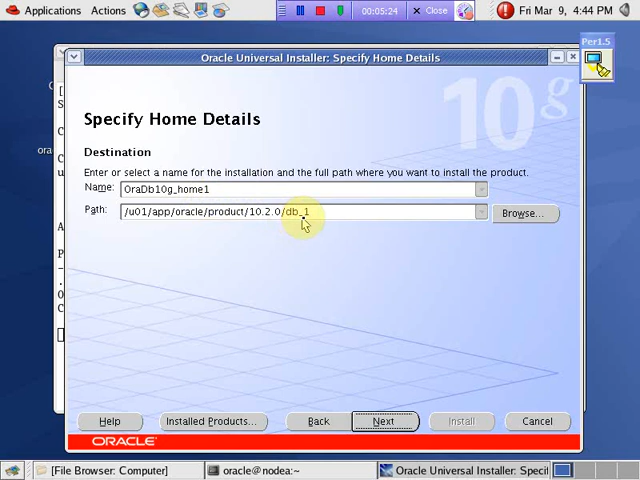 Applications Actions 00:05:24 Close Fri Mar 9, 4:44 PM
Per1.5
Oracle Universal Installer: Specify Home Details
10g
Specify Home Details
ora
Destination
Enter or select a name for the installation and the full path where you want to install the product.
Name: OraDb10g_home1
Path: /u01/app/oracle/product/10.2.0/db_1 Browse...
Help Installed Products... Back Next Install Cancel
ORACLE
[File Browser: Computer] oracle@nodea:~ Oracle Universal Installer: Specif